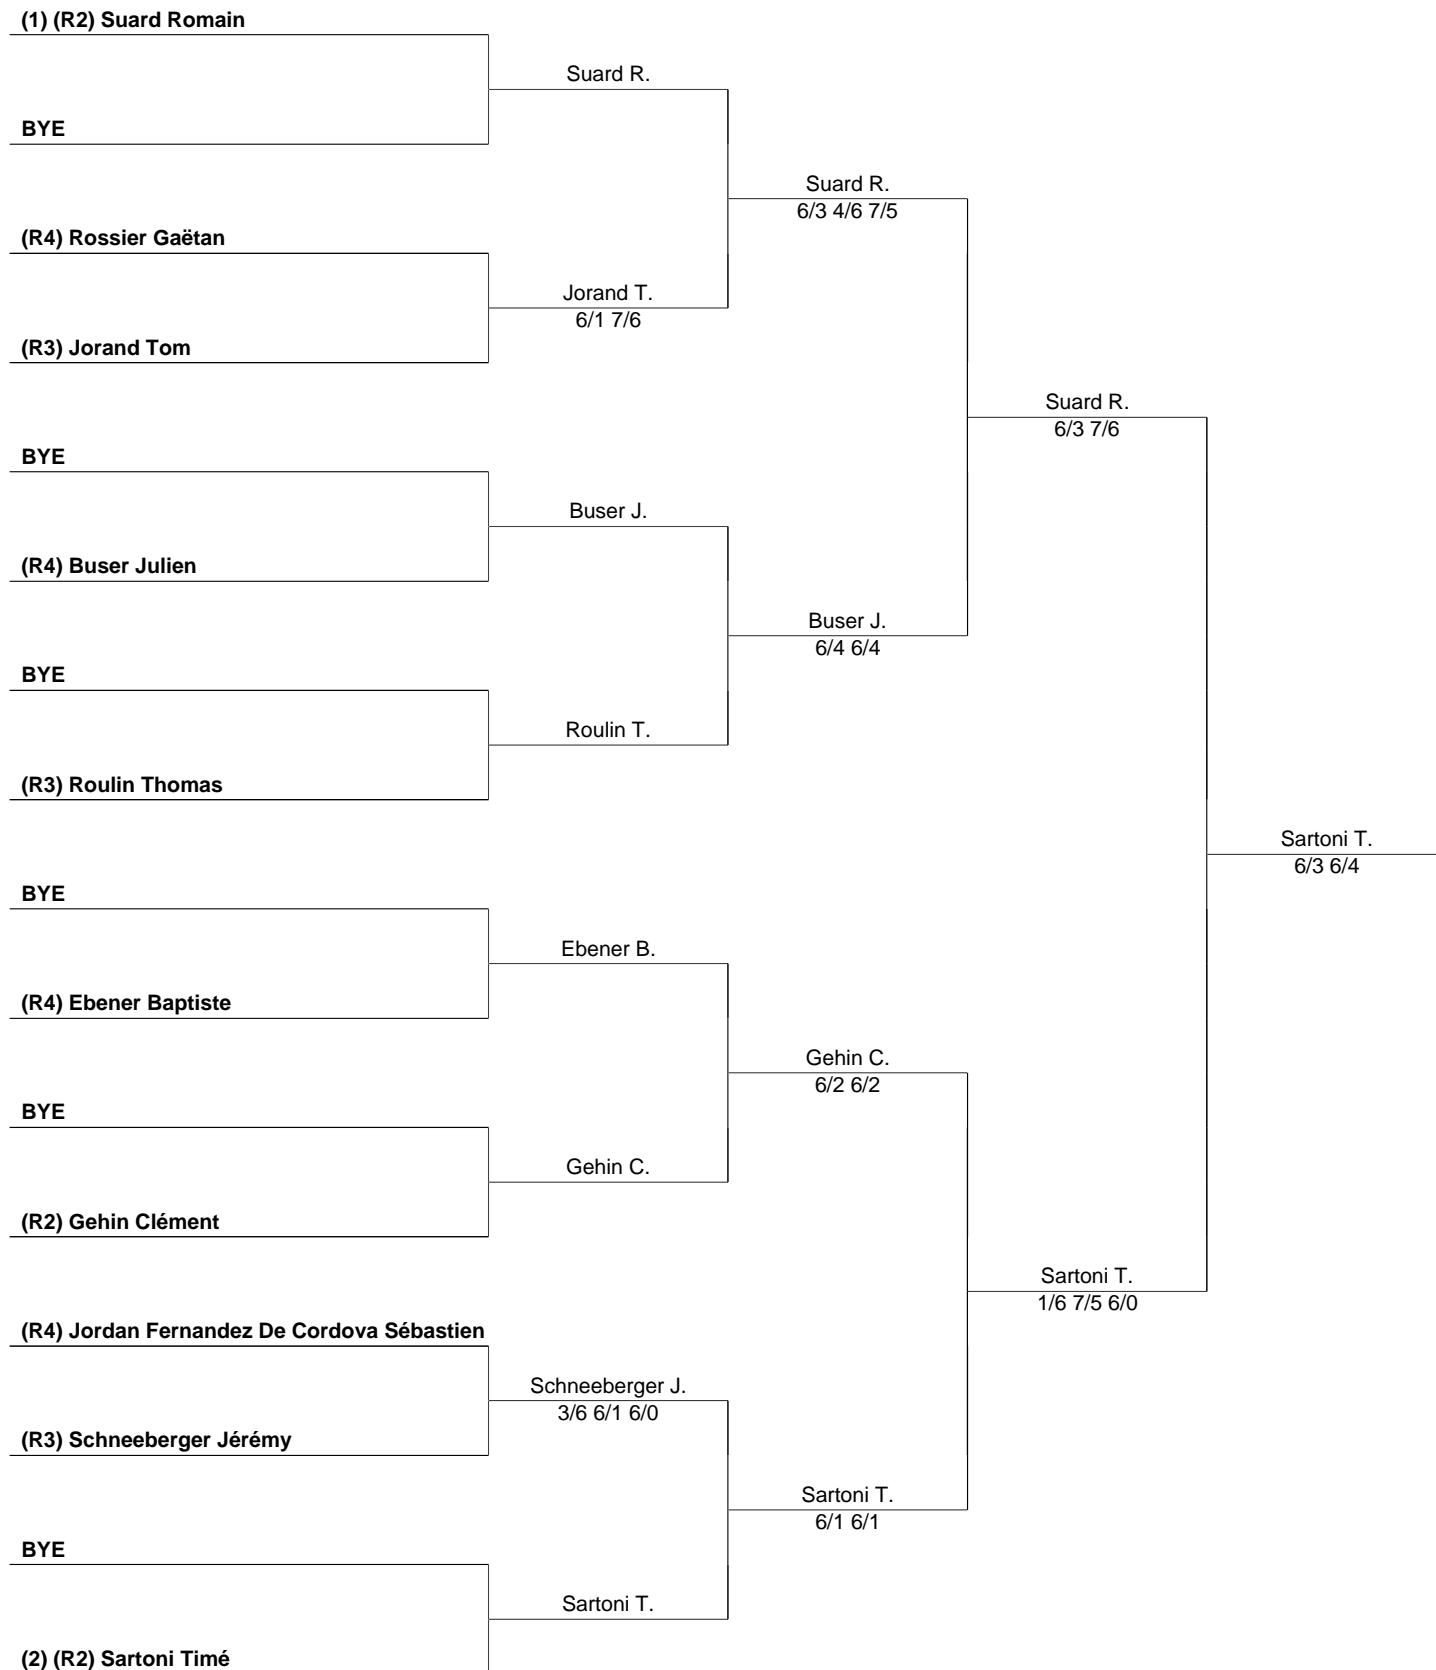 (1) (R2) Suard Romain
Suard R.
BYE
Suard R.
6/3 4/6 7/5
(R4) Rossier Gaëtan
Jorand T.
6/1 7/6
(R3) Jorand Tom
Suard R.
6/3 7/6
BYE
Buser J.
(R4) Buser Julien
Buser J.
6/4 6/4
BYE
Roulin T.
(R3) Roulin Thomas
Sartoni T.
6/3 6/4
BYE
Ebener B.
(R4) Ebener Baptiste
Gehin C.
6/2 6/2
BYE
Gehin C.
(R2) Gehin Clément
Sartoni T.
1/6 7/5 6/0
(R4) Jordan Fernandez De Cordova Sébastien
Schneeberger J.
3/6 6/1 6/0
(R3) Schneeberger Jérémy
Sartoni T.
6/1 6/1
BYE
Sartoni T.
(2) (R2) Sartoni Timé